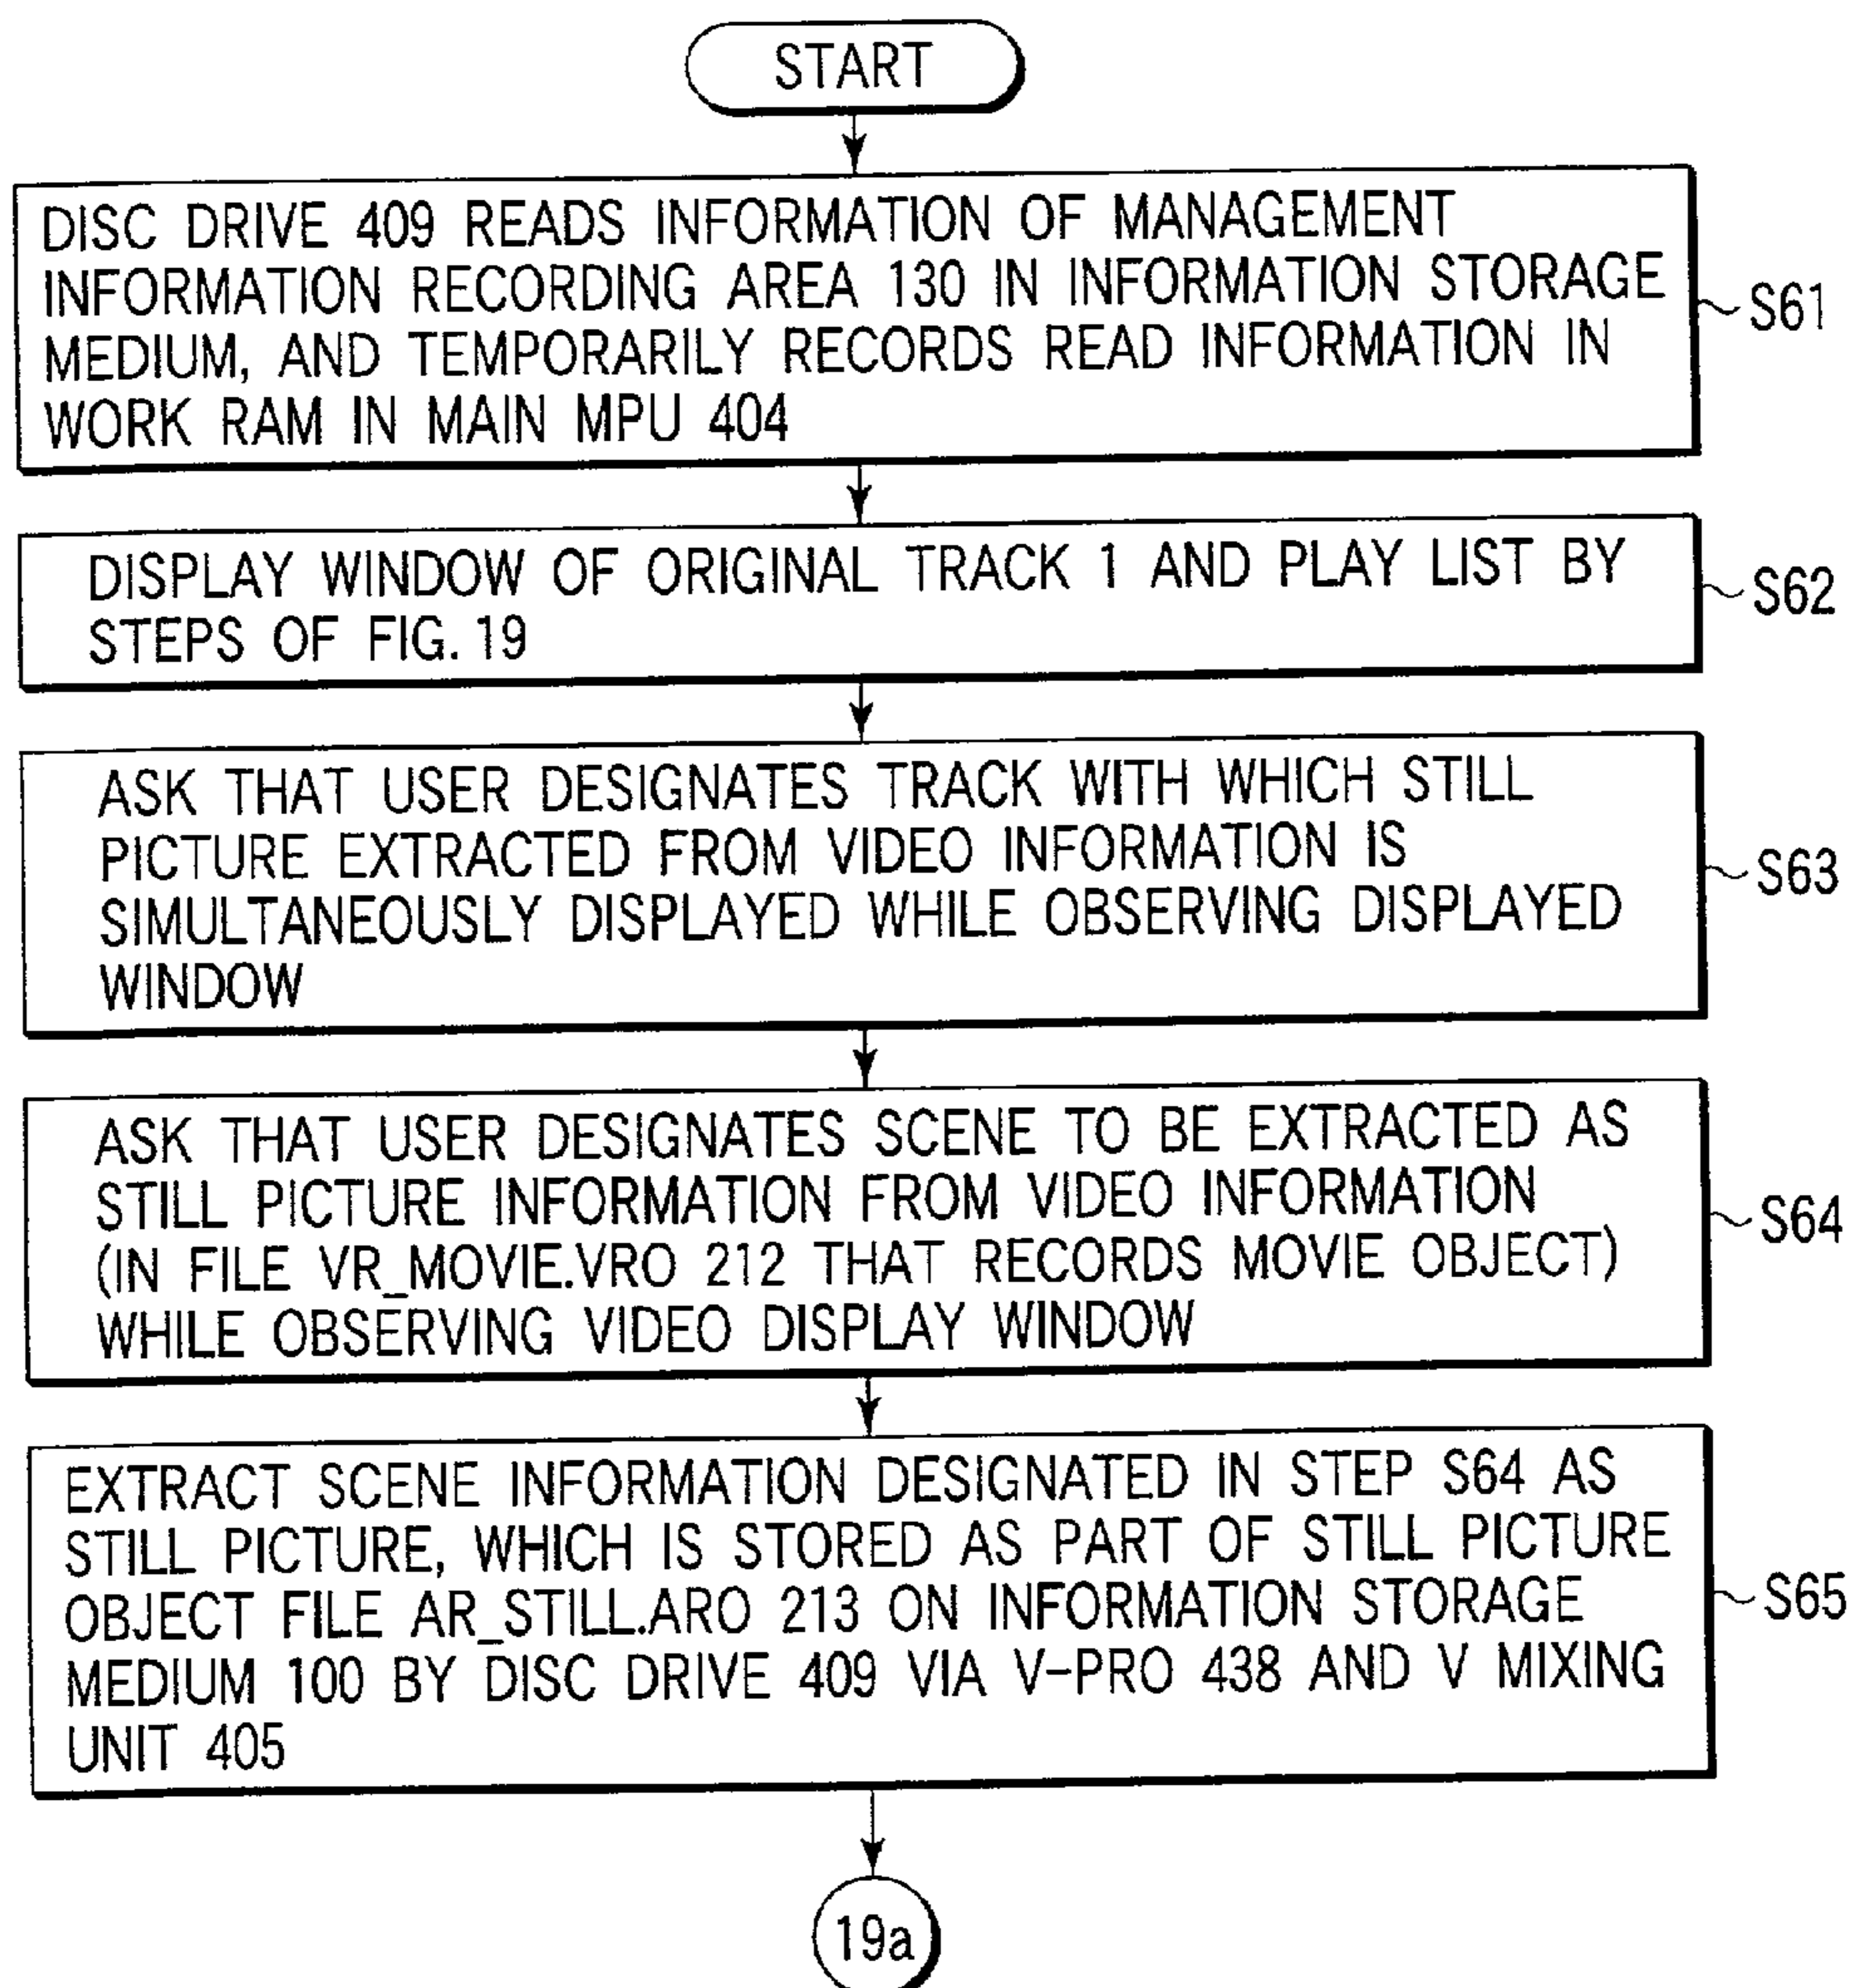 START
DISC DRIVE 409 READS INFORMATION OF MANAGEMENT
INFORMATION RECORDING AREA 130 IN INFORMATION STORAGE
MEDIUM, AND TEMPORARILY RECORDS READ INFORMATION IN
WORK RAM IN MAIN MPU 404
S61
DISPLAY WINDOW OF ORIGINAL TRACK 1 AND PLAY LIST BY
STEPS OF FIG. 19
S62
ASK THAT USER DESIGNATES TRACK WITH WHICH STILL
PICTURE EXTRACTED FROM VIDEO INFORMATION IS
SIMULTANEOUSLY DISPLAYED WHILE OBSERVING DISPLAYED
WINDOW
S63
ASK THAT USER DESIGNATES SCENE TO BE EXTRACTED AS
STILL PICTURE INFORMATION FROM VIDEO INFORMATION
(IN FILE VR_MOVIE.VRO 212 THAT RECORDS MOVIE OBJECT)
WHILE OBSERVING VIDEO DISPLAY WINDOW
S64
EXTRACT SCENE INFORMATION DESIGNATED IN STEP S64 AS
STILL PICTURE, WHICH IS STORED AS PART OF STILL PICTURE
OBJECT FILE AR_STILL.ARO 213 ON INFORMATION STORAGE
MEDIUM 100 BY DISC DRIVE 409 VIA V-PRO 438 AND V MIXING
UNIT 405
S65
19a